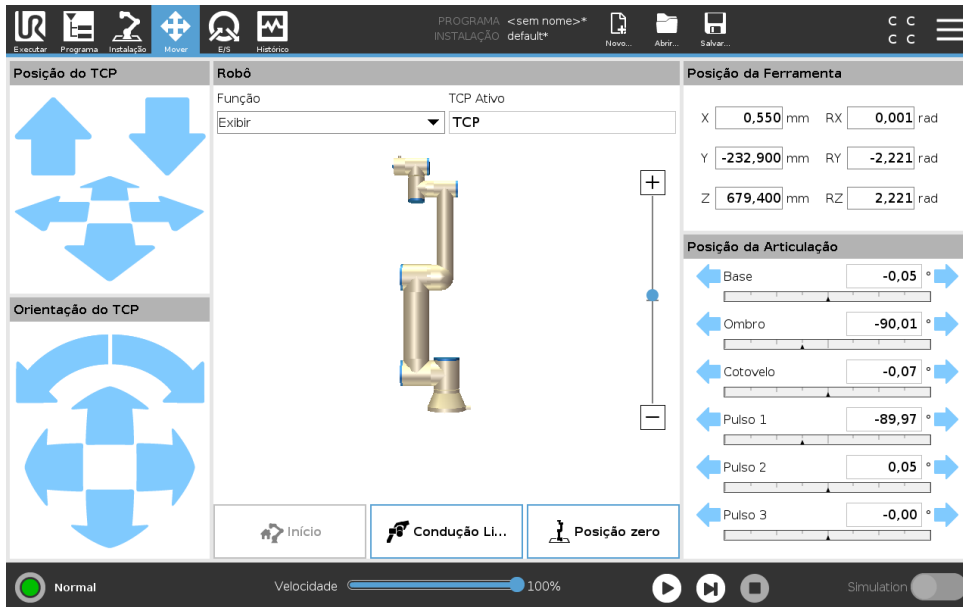 UR
PROGRAMA <sem nome>*
INSTALAÇÃO default*
Executar Programa Instalação Mover E/S Histórico Novo... Abrir... Salvar...
C C
C C
Posição do TCP
Orientação do TCP
Robô
Função TCP Ativo
Exibir TCP
+
−
Início Condução Li... Posição zero
Posição da Ferramenta
X 0,550 mm RX 0,001 rad
Y -232,900 mm RY -2,221 rad
Z 679,400 mm RZ 2,221 rad
Posição da Articulação
Base -0,05 °
Ombro -90,01 °
Cotovelo -0,07 °
Pulso 1 -89,97 °
Pulso 2 0,05 °
Pulso 3 -0,00 °
Normal Velocidade 100% Simulation